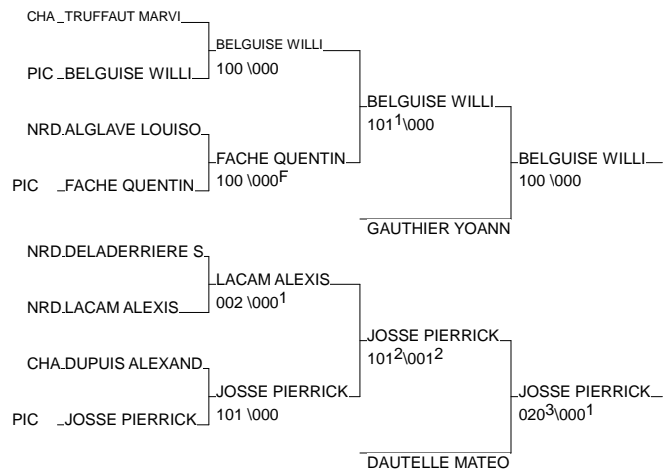 CHA TRUFFAUT MARVI
BELGUISE WILLI
PIC BELGUISE WILLI
100 \000
BELGUISE WILLI
101¹\000
NRD ALGLAVE LOUISO
FACHE QUENTIN
BELGUISE WILLI
PIC FACHE QUENTIN
100 \000F
100 \000
GAUTHIER YOANN
NRD DELADERRIERE S
LACAM ALEXIS
NRD LACAM ALEXIS
002 \000¹
JOSSE PIERRICK
101²\001²
CHA DUPUIS ALEXAND
JOSSE PIERRICK
JOSSE PIERRICK
PIC JOSSE PIERRICK
101 \000
020³\000¹
DAUTELLE MATEO